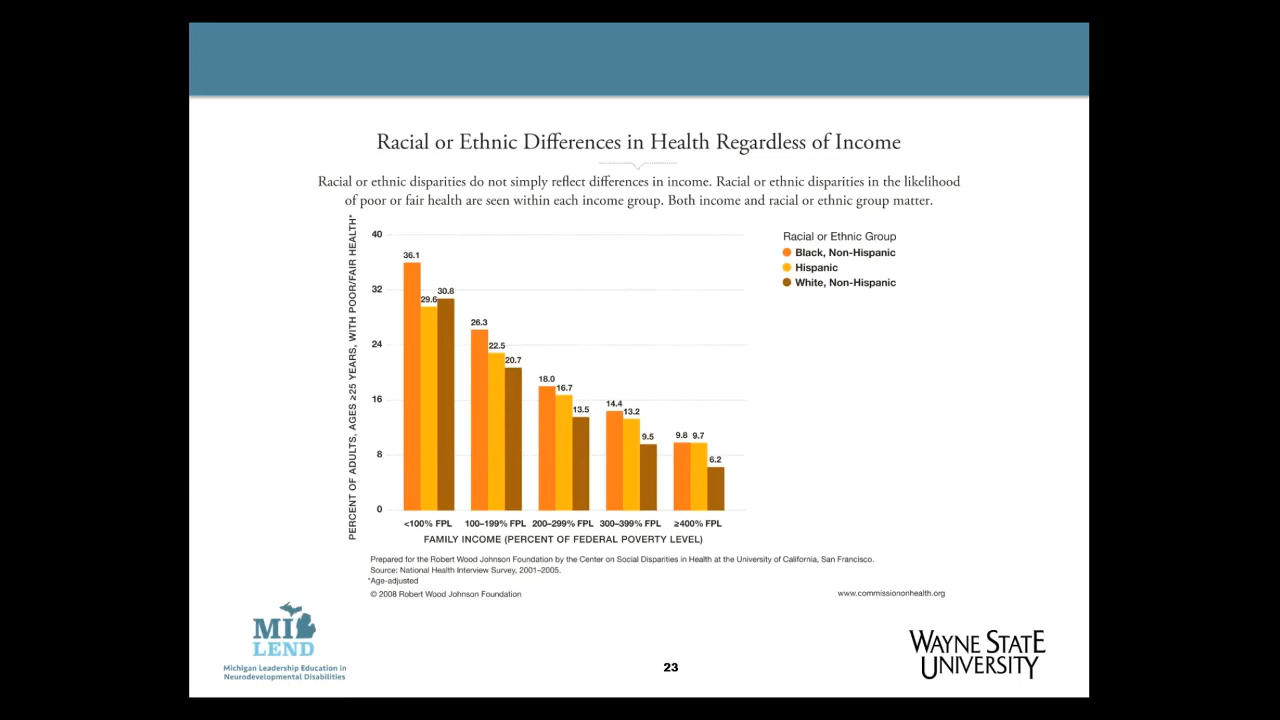 Racial or Ethnic Differences in Health Regardless of Income
Racial or ethnic disparities do not simply reflect differences in income. Racial or ethnic disparities in the likelihood
of poor or fair health are seen within each income group. Both income and racial or ethnic group matter.
PERCENT OF ADULTS, AGES ≥25 YEARS, WITH POOR/FAIR HEALTH*
40
32
24
16
8
0
36.1
29.6
30.8
26.3
22.5
20.7
18.0
16.7
13.5
14.4
13.2
9.5
9.8
9.7
6.2
<100% FPL
100–199% FPL
200–299% FPL
300–399% FPL
≥400% FPL
FAMILY INCOME (PERCENT OF FEDERAL POVERTY LEVEL)
Racial or Ethnic Group
Black, Non-Hispanic
Hispanic
White, Non-Hispanic
Prepared for the Robert Wood Johnson Foundation by the Center on Social Disparities in Health at the University of California, San Francisco.
Source: National Health Interview Survey, 2001–2005.
*Age-adjusted
© 2008 Robert Wood Johnson Foundation
www.commissiononhealth.org
MI
LEND
Michigan Leadership Education in
Neurodevelopmental Disabilities
23
WAYNE STATE
UNIVERSITY